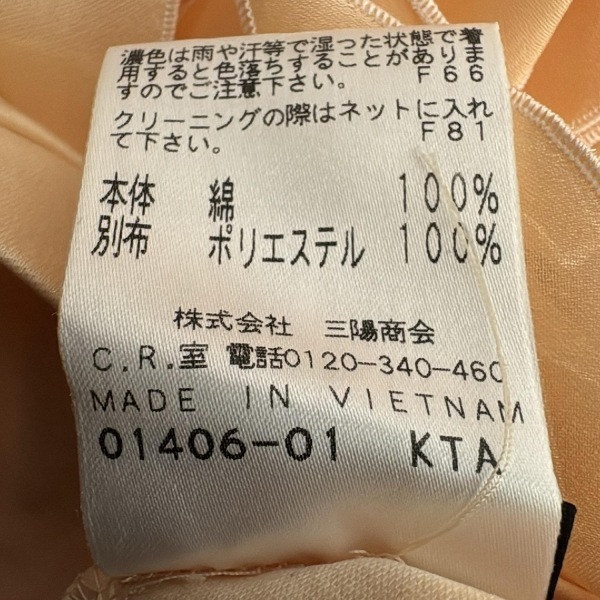 濃色は雨や汗等で湿った状態で着
用すると色落ちすることがありま
すのでご注意下さい。 F66
クリーニングの際はネットに入れ
て下さい。 F81
本体 綿 100%
別布 ポリエステル 100%
株式会社 三陽商会
C.R.室 電話0120-340-460
MADE IN VIETNAM
01406-01 KTA